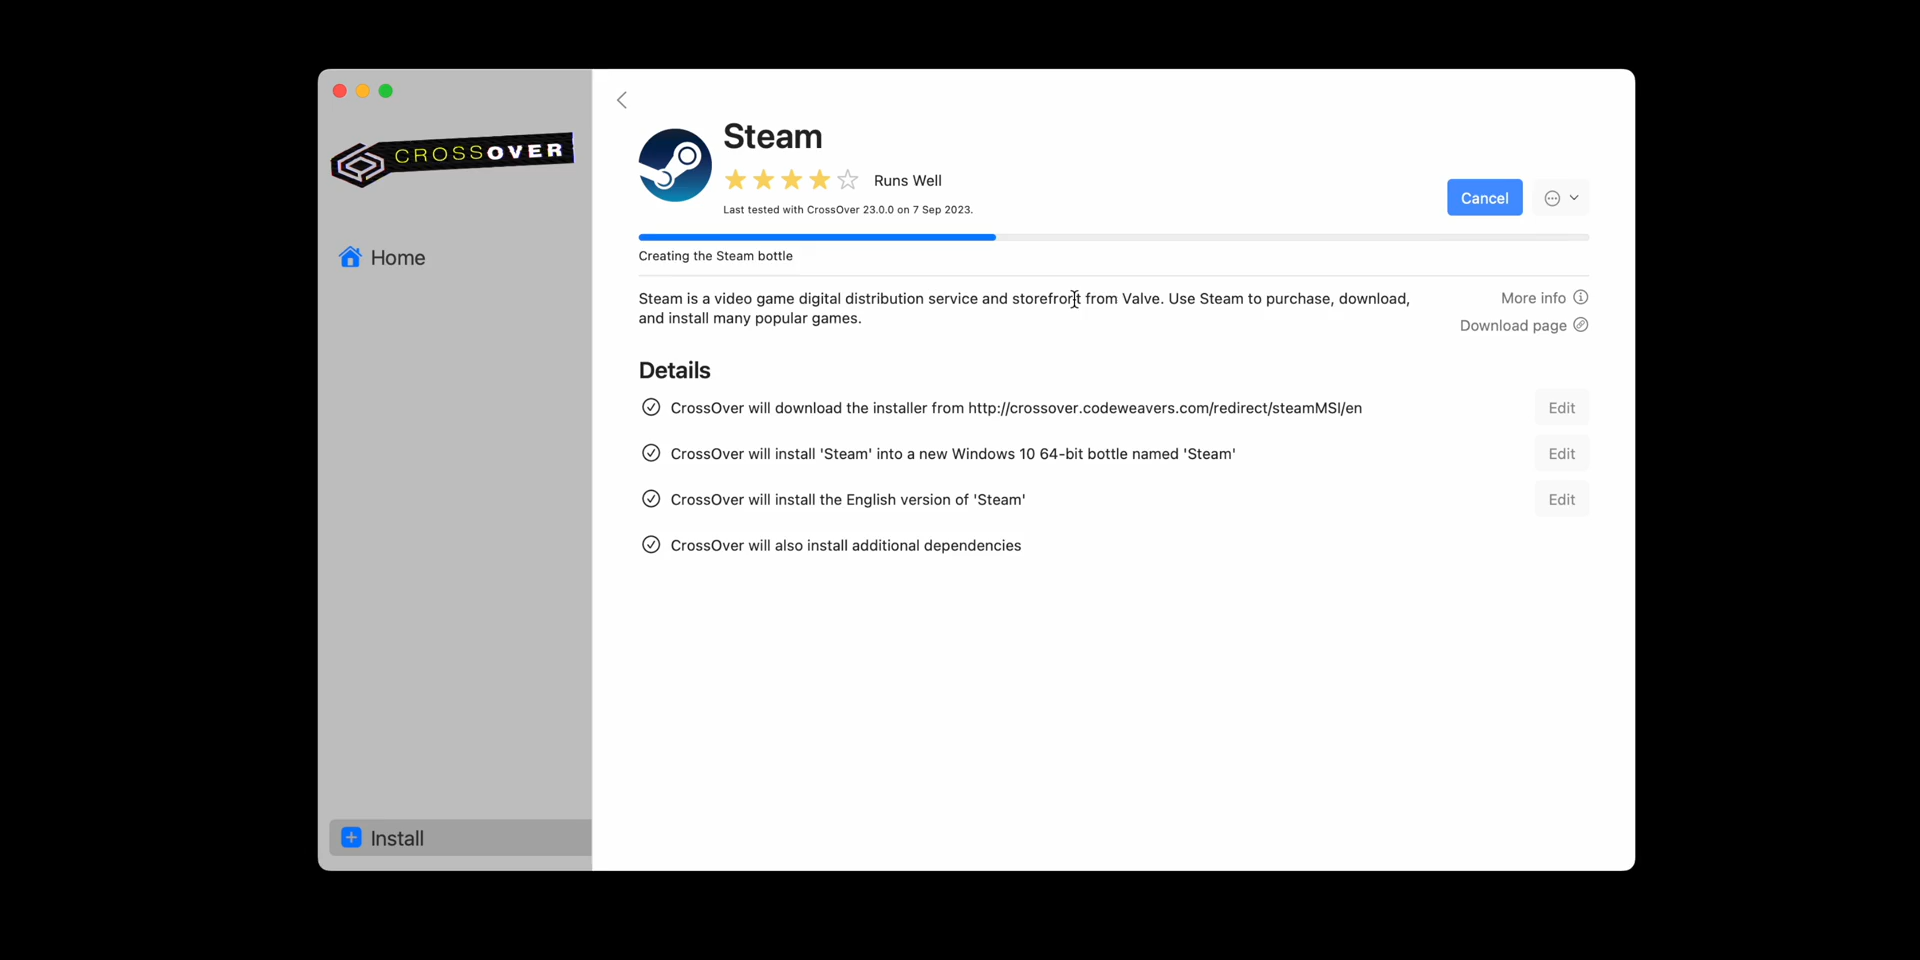 CROSSOVER
Home
Install
Steam
Runs Well
Last tested with CrossOver 23.0.0 on 7 Sep 2023.
Cancel
Creating the Steam bottle
Steam is a video game digital distribution service and storefront from Valve. Use Steam to purchase, download,
and install many popular games.
More info
Download page
Details
CrossOver will download the installer from http://crossover.codeweavers.com/redirect/steamMSI/en
Edit
CrossOver will install 'Steam' into a new Windows 10 64-bit bottle named 'Steam'
Edit
CrossOver will install the English version of 'Steam'
Edit
CrossOver will also install additional dependencies